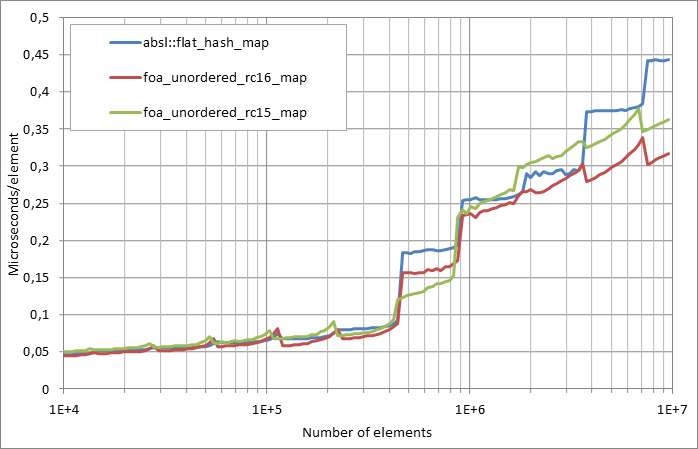 0,5
0,45
0,4
0,35
0,3
0,25
0,2
0,15
0,1
0,05
0
Microseconds/element
absl::flat_hash_map
foa_unordered_rc16_map
foa_unordered_rc15_map
1E+4 1E+5 1E+6 1E+7
Number of elements